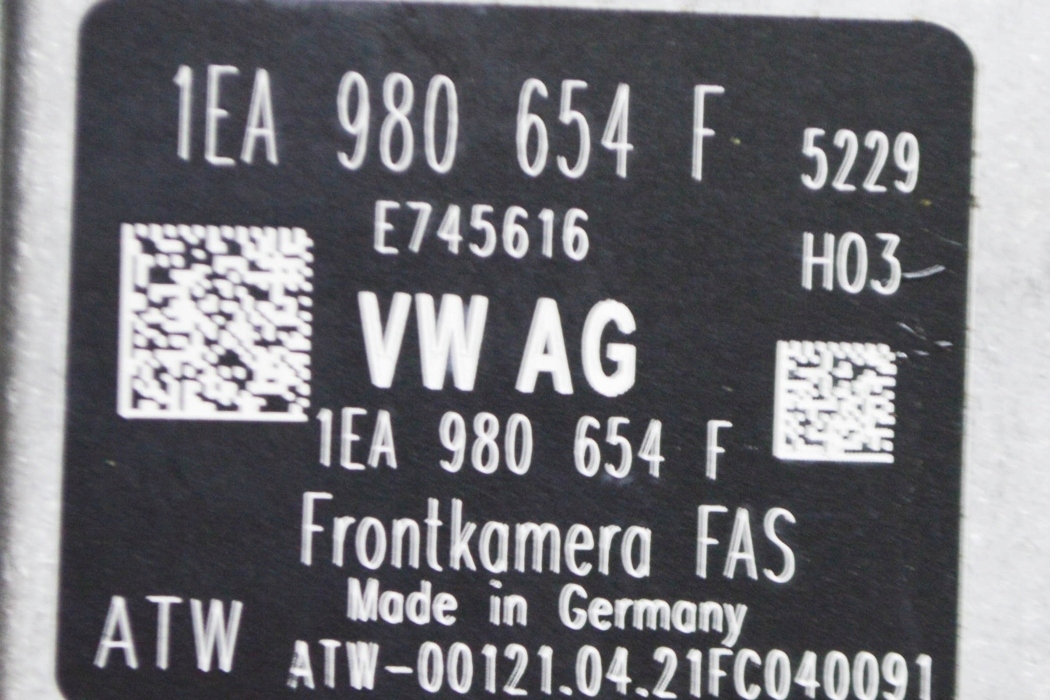 1EA 980 654 F 5229
E745616 H03
VW AG
1EA 980 654 F
Frontkamera FAS
Made in Germany
ATW ATW-00121.04.21FC040091